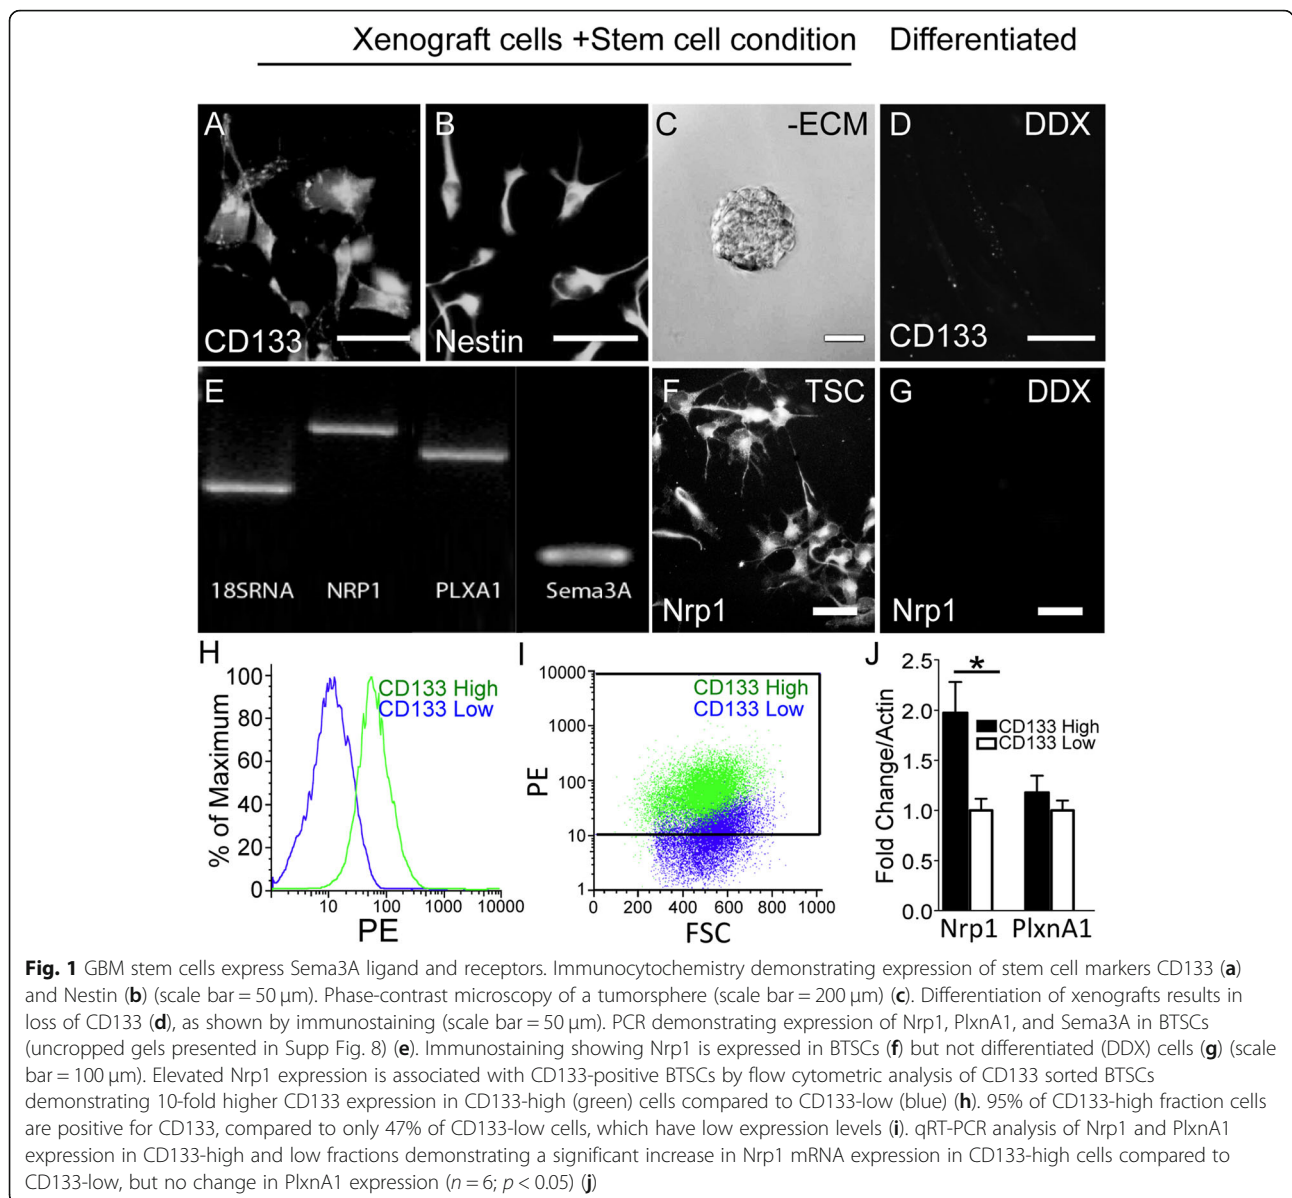 Xenograft cells +Stem cell condition Differentiated
A B C -ECM D DDX
CD133 Nestin CD133
E F TSC G DDX
18SRNA NRP1 PLXA1 Sema3A Nrp1 Nrp1
H
100
80
60
40
20
0
% of Maximum
CD133 High
CD133 Low
10 100 1000 10000
PE
I
10000
1000
100
10
1
PE
CD133 High
CD133 Low
0 200 400 600 800 1000
FSC
J
2.5
2.0
1.5
1.0
0.5
0.0
Fold Change/Actin
*
CD133 High
CD133 Low
Nrp1 PlxnA1
Fig. 1 GBM stem cells express Sema3A ligand and receptors. Immunocytochemistry demonstrating expression of stem cell markers CD133 (a)
and Nestin (b) (scale bar = 50 μm). Phase-contrast microscopy of a tumorsphere (scale bar = 200 μm) (c). Differentiation of xenografts results in
loss of CD133 (d), as shown by immunostaining (scale bar = 50 μm). PCR demonstrating expression of Nrp1, PlxnA1, and Sema3A in BTSCs
(uncropped gels presented in Supp Fig. 8) (e). Immunostaining showing Nrp1 is expressed in BTSCs (f) but not differentiated (DDX) cells (g) (scale
bar = 100 μm). Elevated Nrp1 expression is associated with CD133-positive BTSCs by flow cytometric analysis of CD133 sorted BTSCs
demonstrating 10-fold higher CD133 expression in CD133-high (green) cells compared to CD133-low (blue) (h). 95% of CD133-high fraction cells
are positive for CD133, compared to only 47% of CD133-low cells, which have low expression levels (i). qRT-PCR analysis of Nrp1 and PlxnA1
expression in CD133-high and low fractions demonstrating a significant increase in Nrp1 mRNA expression in CD133-high cells compared to
CD133-low, but no change in PlxnA1 expression (n = 6; p < 0.05) (j)